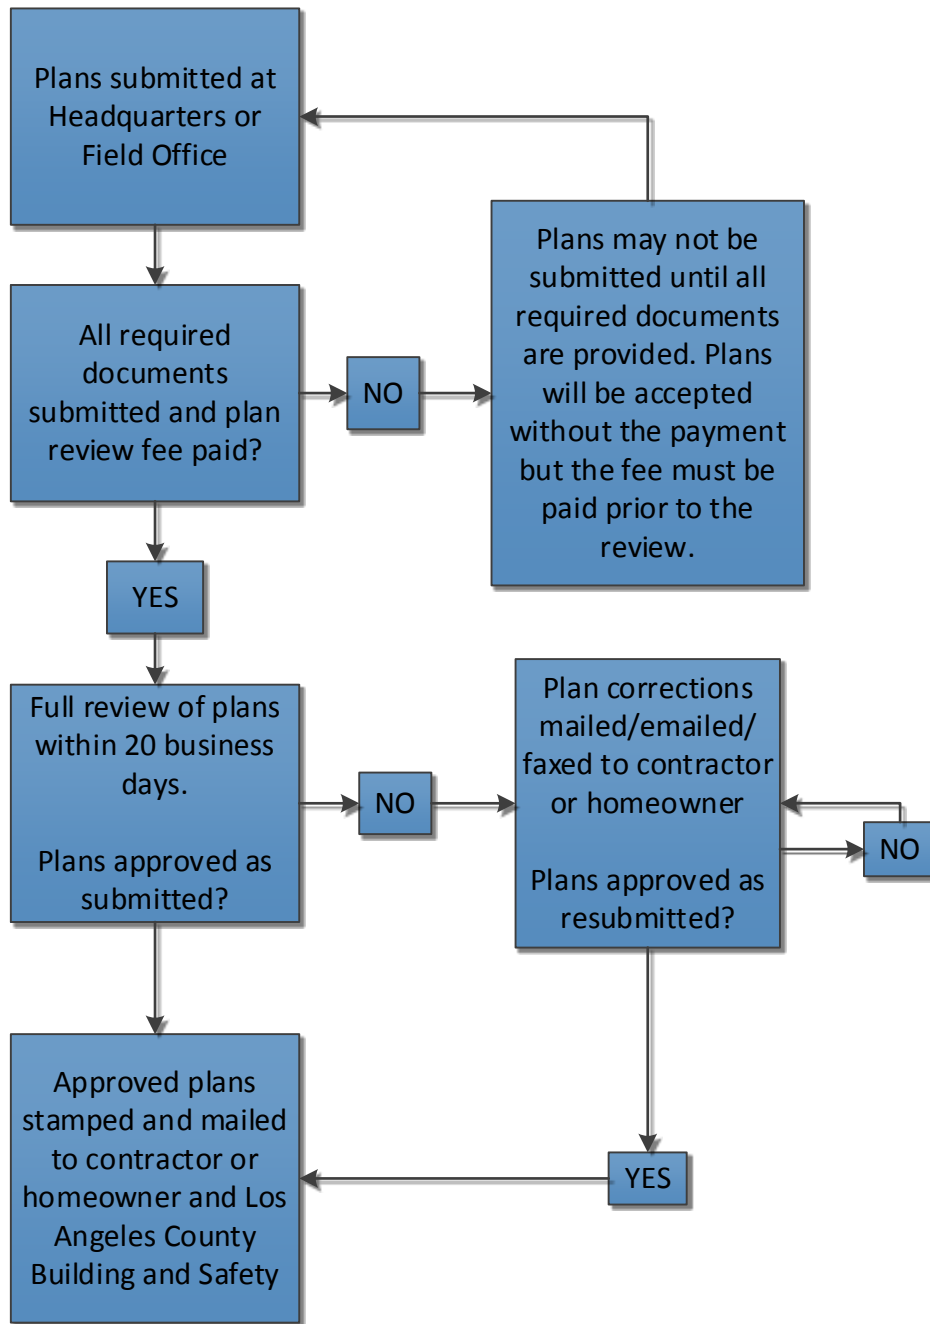 Plans submitted at
Headquarters or
Field Office
All required
documents
submitted and plan
review fee paid?
NO
Plans may not be
submitted until all
required documents
are provided. Plans
will be accepted
without the payment
but the fee must be
paid prior to the
review.
YES
Full review of plans
within 20 business
days.
Plans approved as
submitted?
NO
Plan corrections
mailed/emailed/
faxed to contractor
or homeowner
Plans approved as
resubmitted?
NO
YES
Approved plans
stamped and mailed
to contractor or
homeowner and Los
Angeles County
Building and Safety